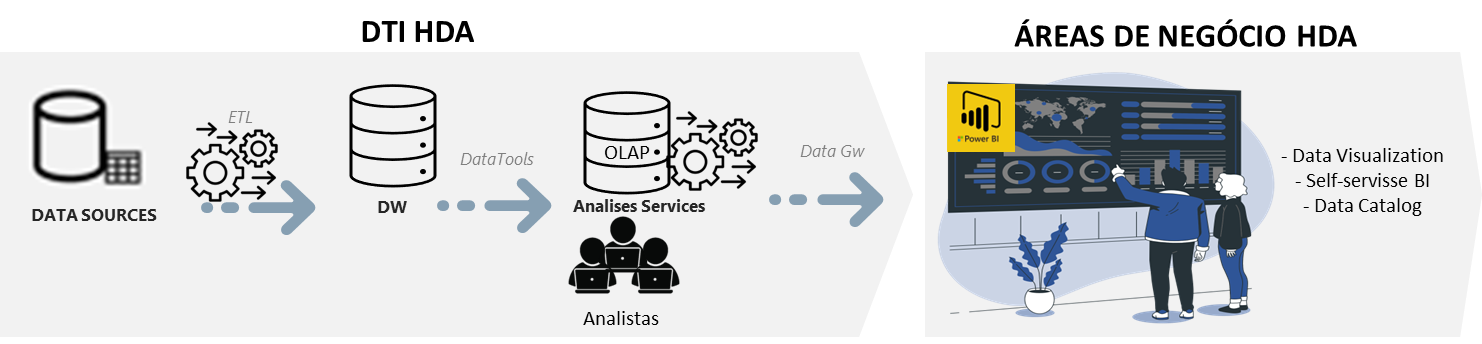 DTI HDA
ÁREAS DE NEGÓCIO HDA
ETL
DataTools
OLAP
Data Gw
DATA SOURCES
DW
Analises Services
Analistas
Power BI
- Data Visualization
- Self-servisse BI
- Data Catalog